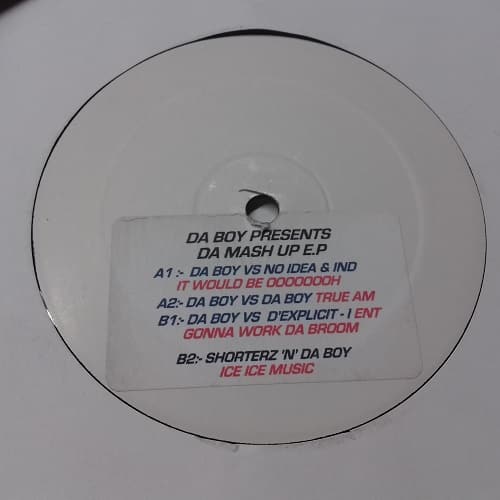 DA BOY PRESENTS
DA MASH UP E.P
A1 :- DA BOY VS NO IDEA & IND
IT WOULD BE OOOOOOOH
A2:- DA BOY VS DA BOY TRUE AM
B1:- DA BOY VS D'EXPLICIT - I ENT
GONNA WORK DA BROOM
B2:- SHORTERZ 'N' DA BOY
ICE ICE MUSIC